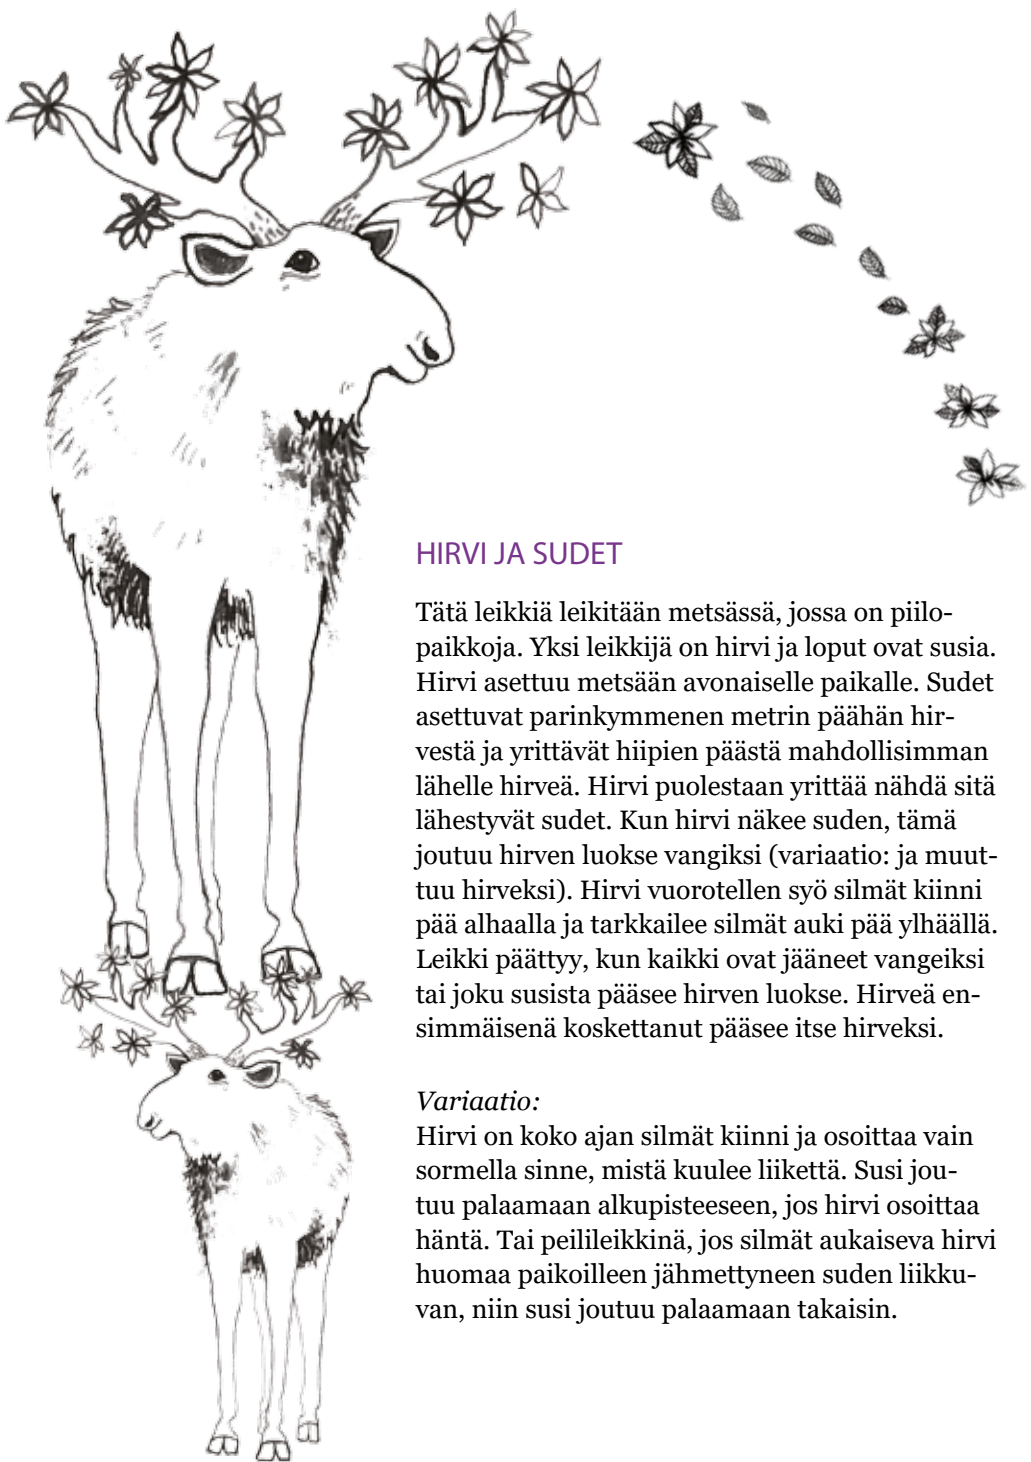 HIRVI JA SUDET
Tätä leikkiä leikitään metsässä, jossa on piilo-
paikkoja. Yksi leikkijä on hirvi ja loput ovat susia.
Hirvi asettuu metsään avonaiselle paikalle. Sudet
asettuvat parinkymmenen metrin päähän hir-
vestä ja yrittävät hiipien päästä mahdollisimman
lähelle hirveä. Hirvi puolestaan yrittää nähdä sitä
lähestyvät sudet. Kun hirvi näkee suden, tämä
joutuu hirven luokse vangiksi (variaatio: ja muut-
tuu hirveksi). Hirvi vuorotellen syö silmät kiinni
pää alhaalla ja tarkkailee silmät auki pää ylhäällä.
Leikki päättyy, kun kaikki ovat jääneet vangeiksi
tai joku susista pääsee hirven luokse. Hirveä en-
simmäisenä koskettanut pääsee itse hirveksi.
Variaatio:
Hirvi on koko ajan silmät kiinni ja osoittaa vain
sormella sinne, mistä kuulee liikettä. Susi jou-
tuu palaamaan alkupisteeseen, jos hirvi osoittaa
häntä. Tai peilileikkinä, jos silmät aukaiseva hirvi
huomaa paikoilleen jähmettyneen suden liikku-
van, niin susi joutuu palaamaan takaisin.